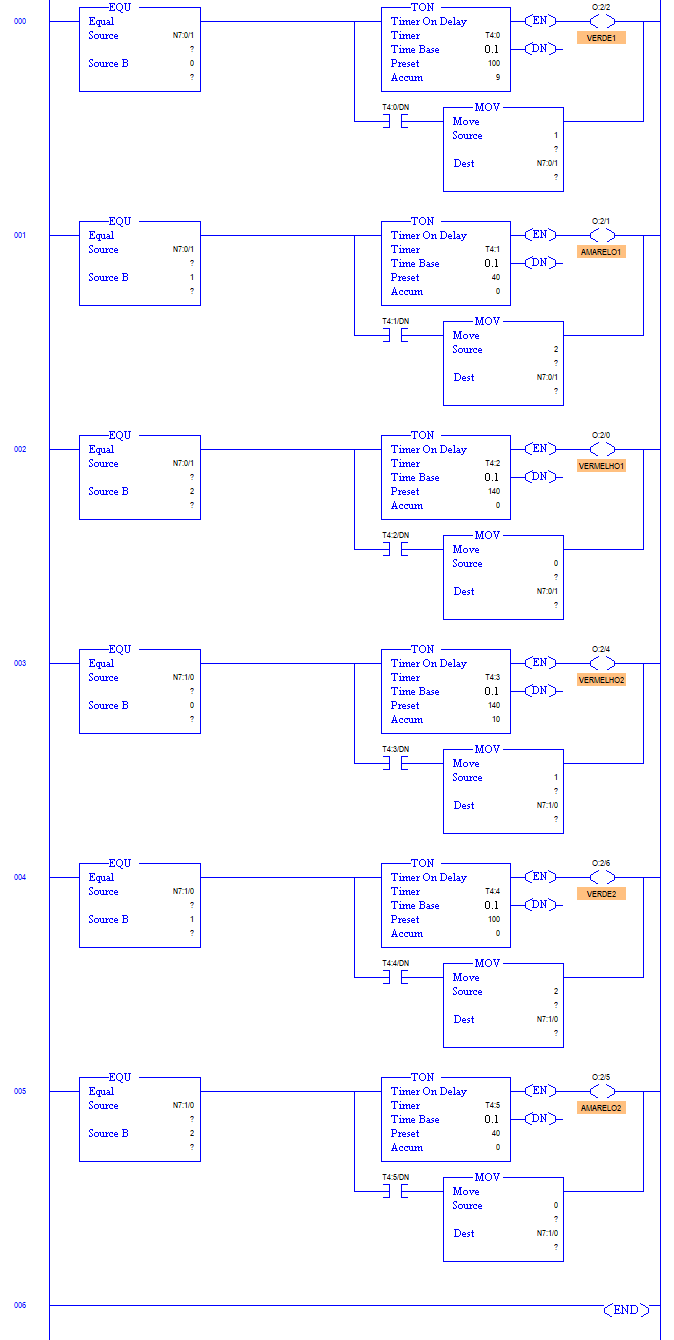 EQU TON O:2/2
000 Equal Timer On Delay EN
Source N7:0/1 Timer T4:0 VERDE1
? Time Base 0.1 DN
Source B 0 Preset 100
? Accum 9
T4:0/DN MOV
Move
Source 1
?
Dest N7:0/1
?
EQU TON O:2/1
001 Equal Timer On Delay EN
Source N7:0/1 Timer T4:1 AMARELO1
? Time Base 0.1 DN
Source B 1 Preset 40
? Accum 0
T4:1/DN MOV
Move
Source 2
?
Dest N7:0/1
?
EQU TON O:2/0
002 Equal Timer On Delay EN
Source N7:0/1 Timer T4:2 VERMELHO1
? Time Base 0.1 DN
Source B 2 Preset 140
? Accum 0
T4:2/DN MOV
Move
Source 0
?
Dest N7:0/1
?
EQU TON O:2/4
003 Equal Timer On Delay EN
Source N7:1/0 Timer T4:3 VERMELHO2
? Time Base 0.1 DN
Source B 0 Preset 140
? Accum 10
T4:3/DN MOV
Move
Source 1
?
Dest N7:1/0
?
EQU TON O:2/6
004 Equal Timer On Delay EN
Source N7:1/0 Timer T4:4 VERDE2
? Time Base 0.1 DN
Source B 1 Preset 100
? Accum 0
T4:4/DN MOV
Move
Source 2
?
Dest N7:1/0
?
EQU TON O:2/5
005 Equal Timer On Delay EN
Source N7:1/0 Timer T4:5 AMARELO2
? Time Base 0.1 DN
Source B 2 Preset 40
? Accum 0
T4:5/DN MOV
Move
Source 0
?
Dest N7:1/0
?
006 END